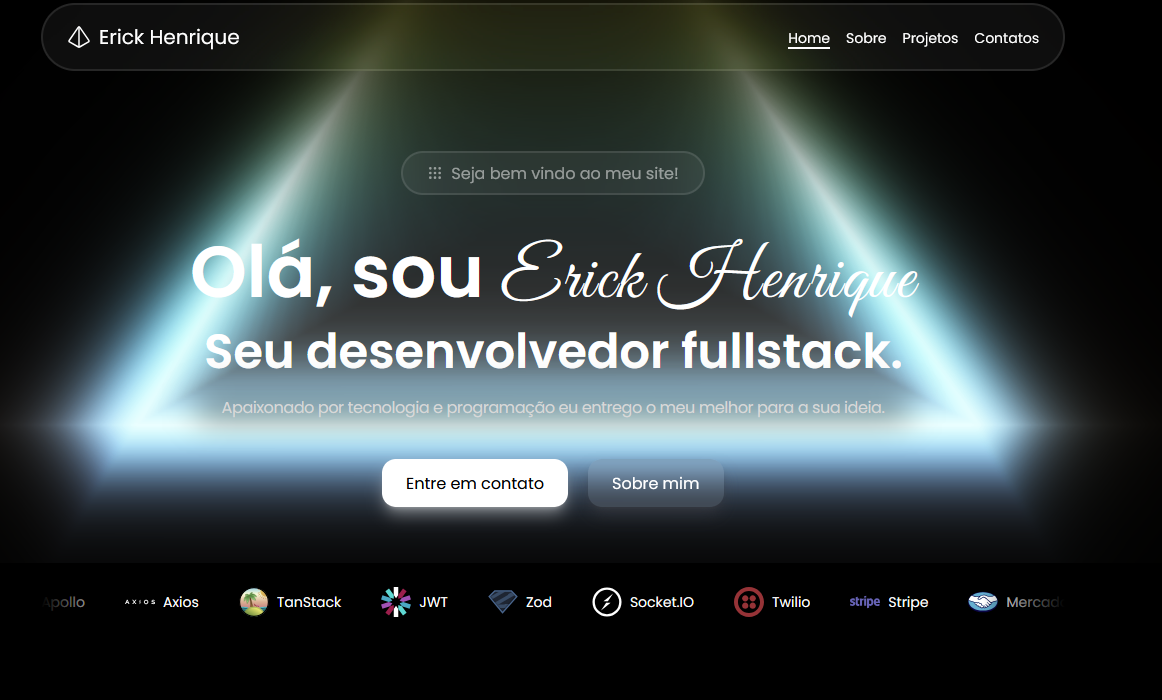 Erick Henrique
Home Sobre Projetos Contatos
Seja bem vindo ao meu site!
Olá, sou Erick Henrique
Seu desenvolvedor fullstack.
Apaixonado por tecnologia e programação eu entrego o meu melhor para a sua ideia.
Entre em contato Sobre mim
Apollo AXIOS Axios TanStack JWT Zod Socket.IO Twilio stripe Stripe